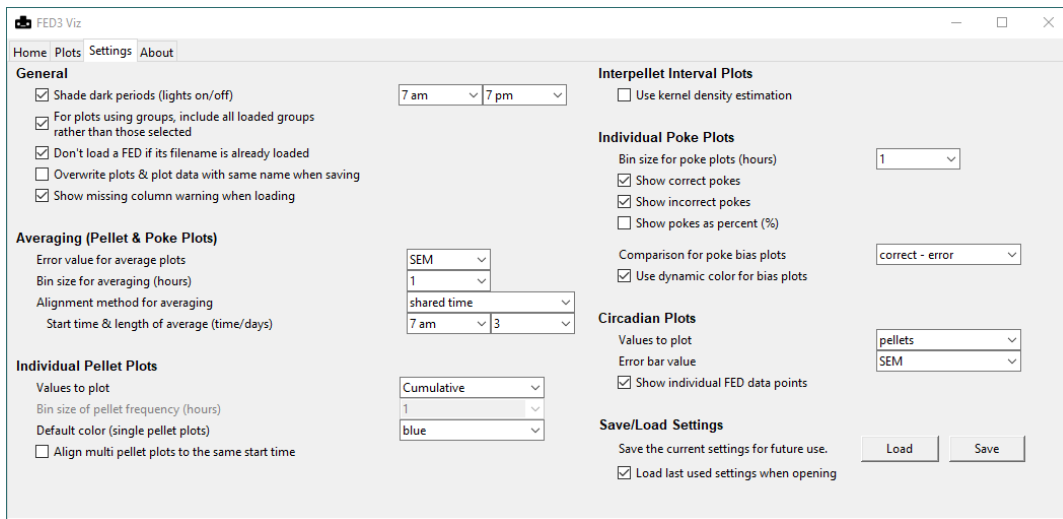 FED3 Viz
Home Plots Settings About
General
Shade dark periods (lights on/off) 7 am 7 pm
For plots using groups, include all loaded groups
rather than those selected
Don't load a FED if its filename is already loaded
Overwrite plots & plot data with same name when saving
Show missing column warning when loading
Averaging (Pellet & Poke Plots)
Error value for average plots SEM
Bin size for averaging (hours) 1
Alignment method for averaging shared time
Start time & length of average (time/days) 7 am 3
Individual Pellet Plots
Values to plot Cumulative
Bin size of pellet frequency (hours) 1
Default color (single pellet plots) blue
Align multi pellet plots to the same start time
Interpellet Interval Plots
Use kernel density estimation
Individual Poke Plots
Bin size for poke plots (hours) 1
Show correct pokes
Show incorrect pokes
Show pokes as percent (%)
Comparison for poke bias plots correct - error
Use dynamic color for bias plots
Circadian Plots
Values to plot pellets
Error bar value SEM
Show individual FED data points
Save/Load Settings
Save the current settings for future use. Load Save
Load last used settings when opening